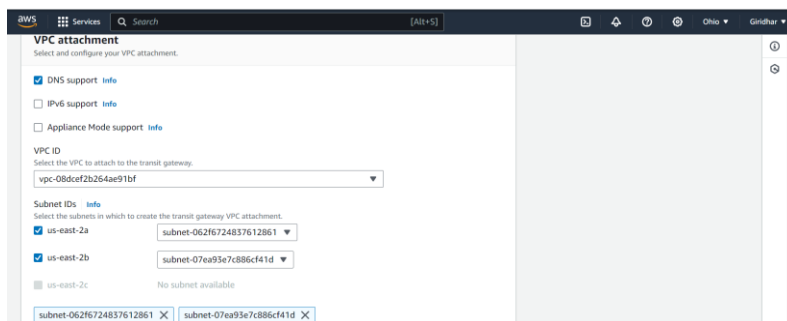 aws Services Search [Alt+S] Ohio Giridhar
VPC attachment
Select and configure your VPC attachment.
DNS support Info
IPv6 support Info
Appliance Mode support Info
VPC ID
Select the VPC to attach to the transit gateway.
vpc-08dcef2b264ae91bf
Subnet IDs Info
Select the subnets in which to create the transit gateway VPC attachment.
us-east-2a subnet-062f6724837612861
us-east-2b subnet-07ea93e7c886cf41d
us-east-2c No subnet available
subnet-062f6724837612861 X subnet-07ea93e7c886cf41d X